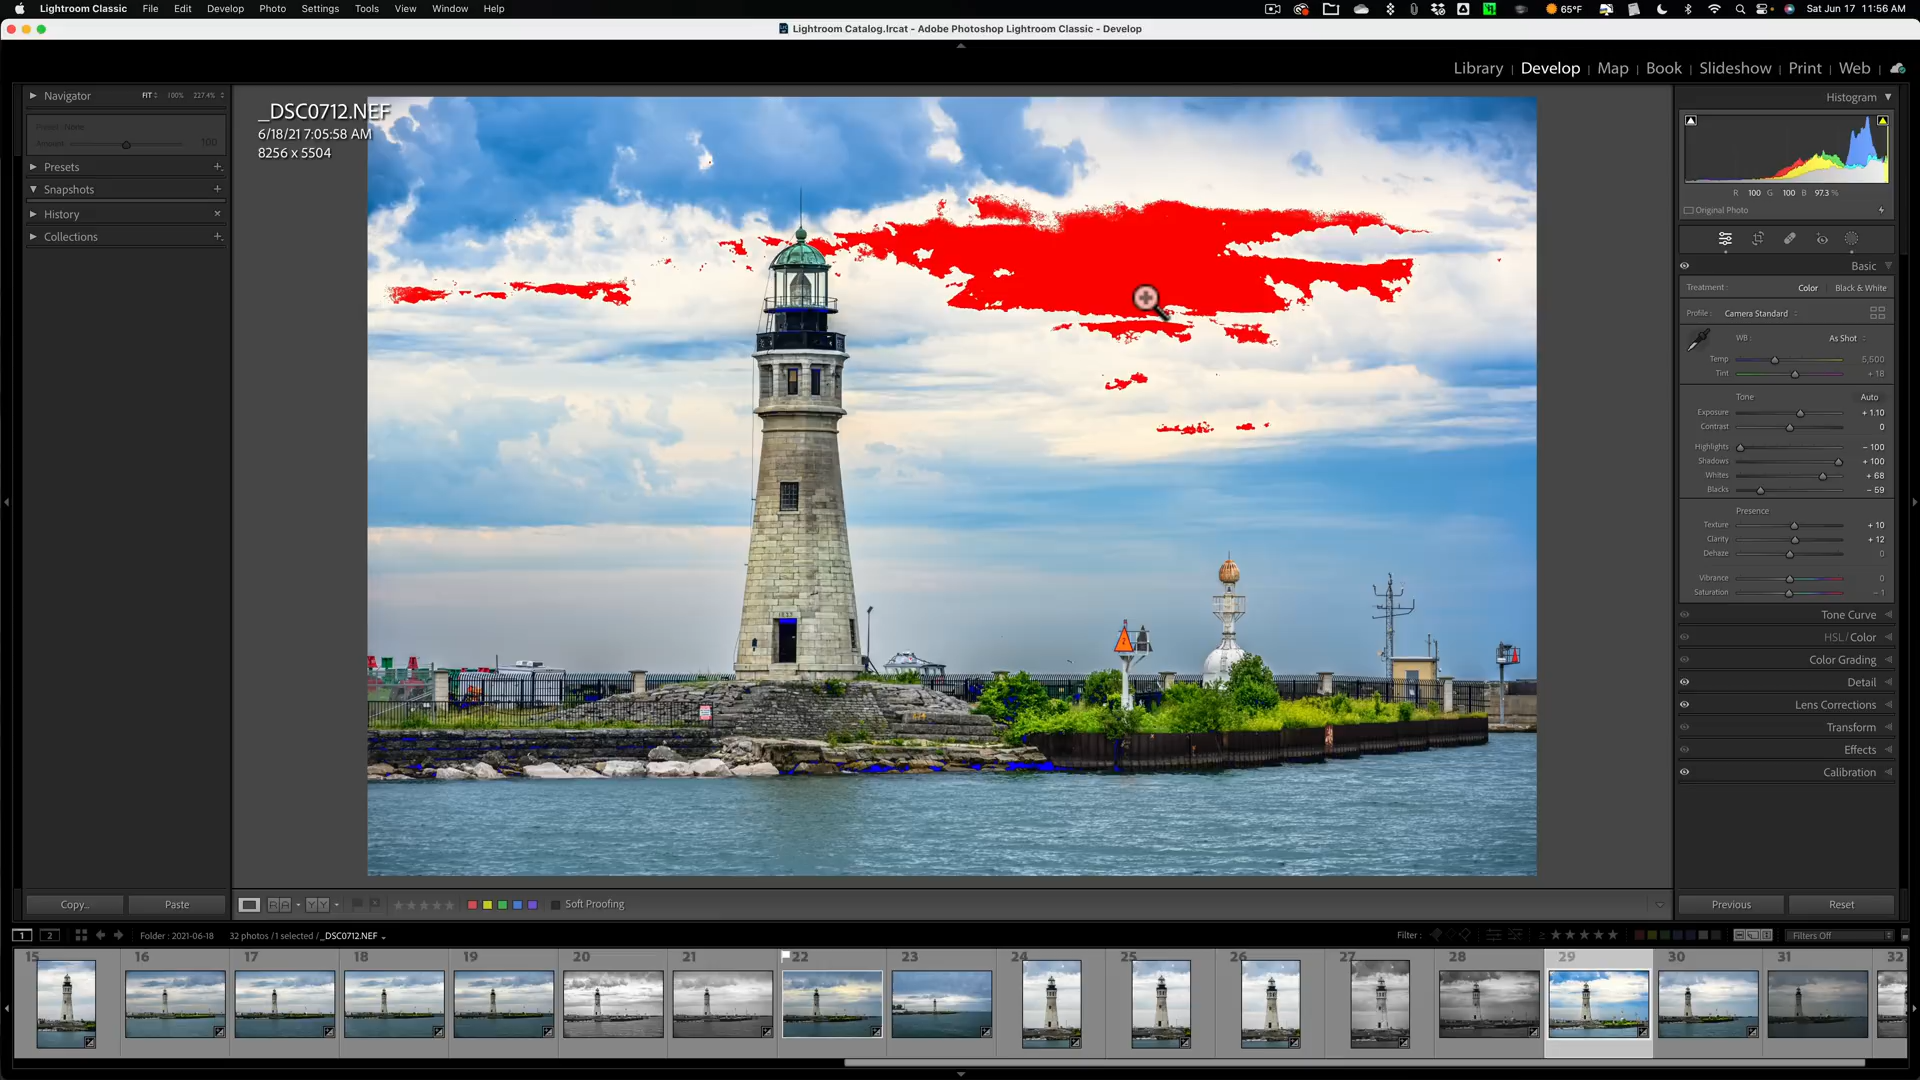 Lightroom Classic File Edit Develop Photo Settings Tools View Window Help 65°F Sat Jun 17 11:56 AM
Lightroom Catalog.lrcat - Adobe Photoshop Lightroom Classic - Develop
Library | Develop | Map | Book | Slideshow | Print | Web
Navigator FIT 100% 227.4%
100
Presets
Snapshots
History
Collections
_DSC0712.NEF
6/18/21 7:05:58 AM
8256 x 5504
Histogram
R 100 G 100 B 97.3 %
Original Photo
Basic
Treatment : Color Black & White
Profile : Camera Standard
WB : As Shot
Temp 5,500
Tint + 18
Tone Auto
Exposure + 1.10
Contrast 0
Highlights – 100
Shadows + 100
Whites + 68
Blacks – 59
Presence
Texture + 10
Clarity + 12
Dehaze 0
Vibrance 0
Saturation – 1
Tone Curve
HSL / Color
Color Grading
Detail
Lens Corrections
Transform
Effects
Calibration
1833
2
Copy... Paste
R A Y Y Soft Proofing
Previous Reset
1 2 Folder : 2021-06-18 32 photos / 1 selected / _DSC0712.NEF Filter : Filters Off
15 16 17 18 19 20 21 22 23 24 25 26 27 28 29 30 31 32